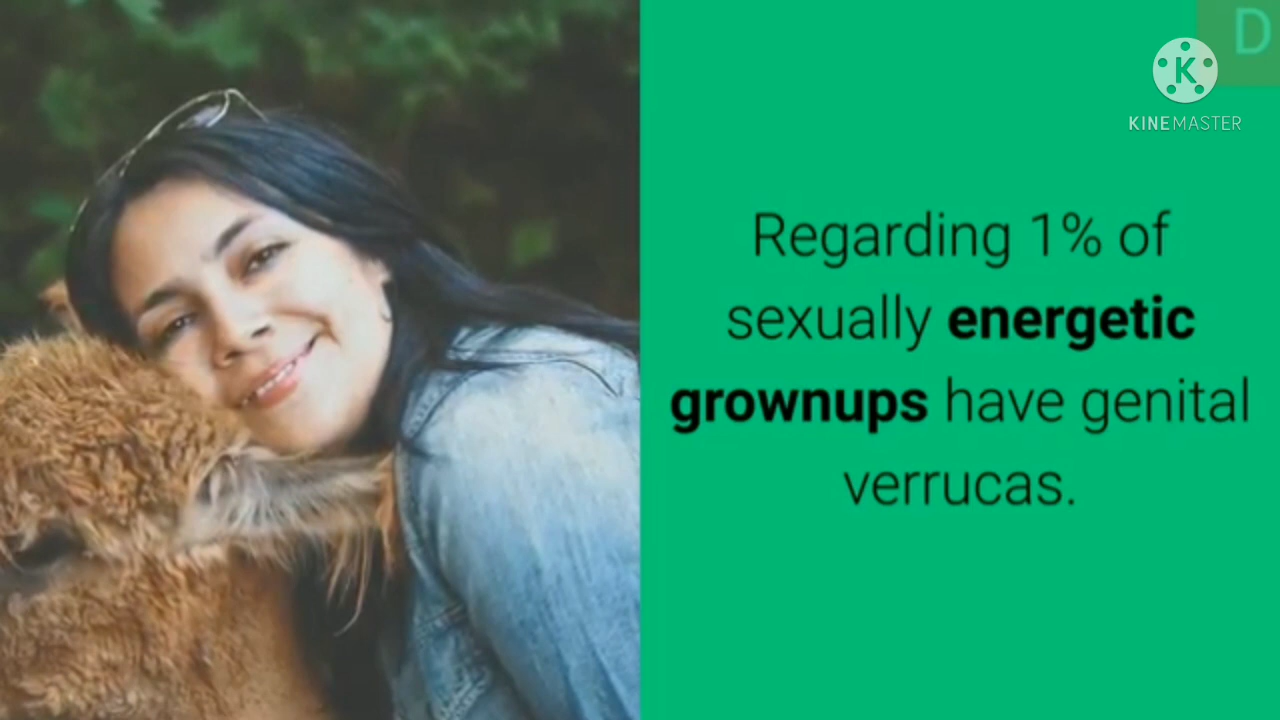 D
KINEMASTER
Regarding 1% of
sexually energetic
grownups have genital
verrucas.